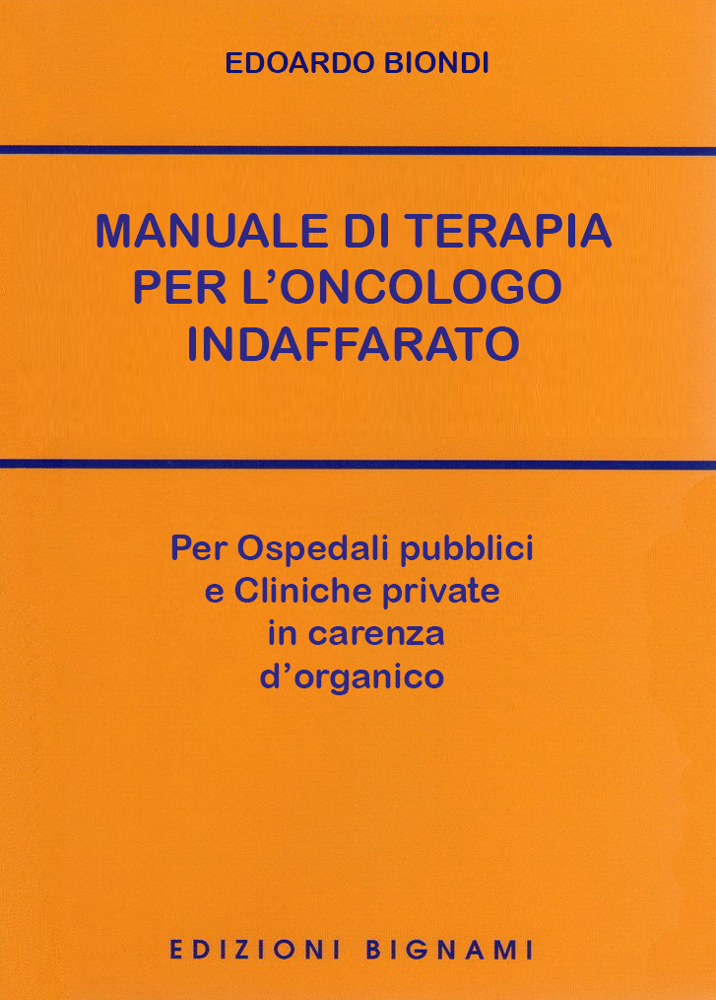 EDOARDO BIONDI
MANUALE DI TERAPIA
PER L’ONCOLOGO
INDAFFARATO
Per Ospedali pubblici
e Cliniche private
in carenza
d’organico
EDIZIONI BIGNAMI